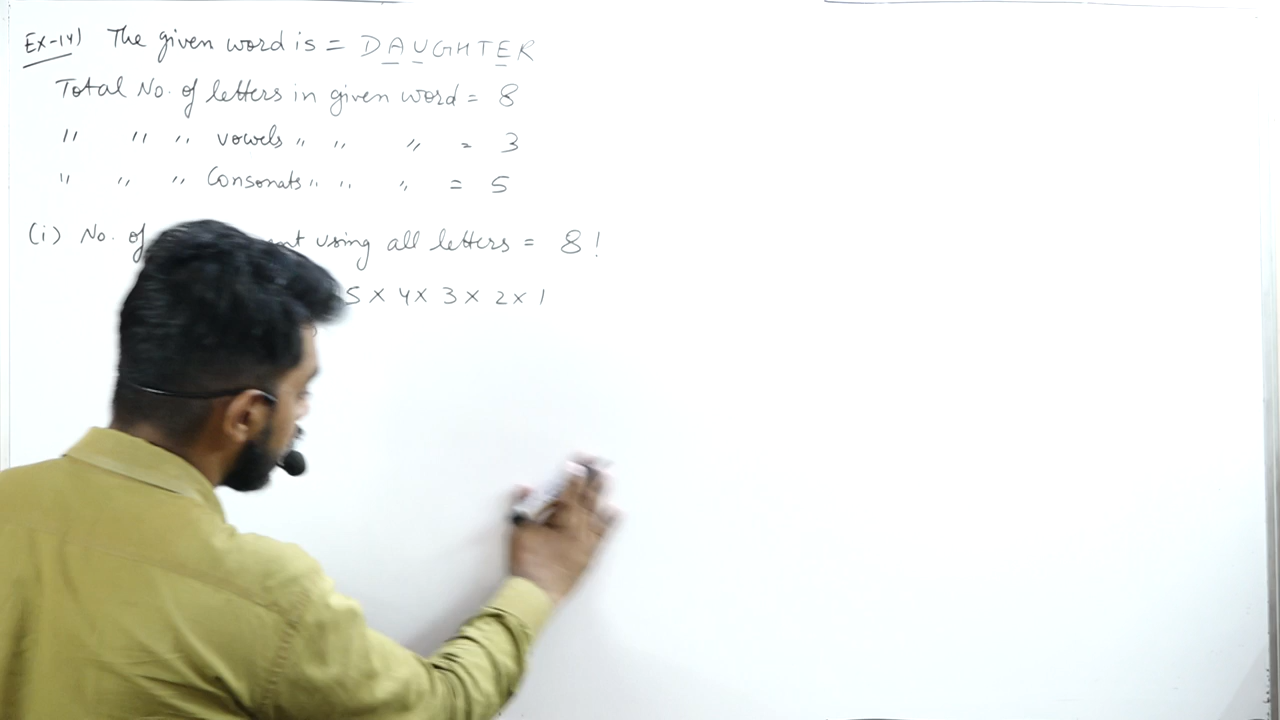 Ex-14) The given word is = DAUGHTER
Total No. of letters in given word = 8
" " " vowels " " " = 3
" " " Consonats " " " = 5
(i) No. of using all letters = 8!
5 × 4 × 3 × 2 × 1